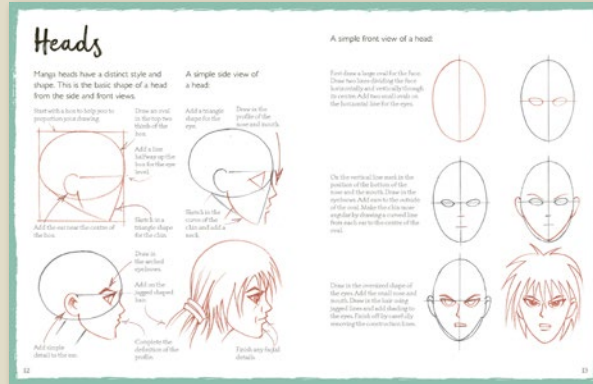 Heads
Manga heads have a distinct style and
shape. This is the basic shape of a head
from the side and front views.
Start with a box to help you to
proportion your drawing.
Draw an oval
in the top two
thirds of the
box.
Add a line
halfway up the
box for the eye
level.
Add the ear near the centre of
the box.
Sketch in a
triangle shape
for the chin.
A simple side view of
a head:
Add a triangle
shape for the
eye.
Draw in the
profile of the
nose and mouth.
Sketch in the
curve of the
chin and add a
neck.
Draw in
the arched
eyebrows.
Add on the
jagged shaped
hair.
Add simple
detail to the ear.
Complete the
definition of the
profile.
Finish any facial
details.
12
A simple front view of a head:
First draw a large oval for the face.
Draw two lines dividing the face
horizontally and vertically through
its centre. Add two small ovals on
the horizontal line for the eyes.
On the vertical line mark in the
position of the bottom of the
nose and the mouth. Draw in the
eyebrows. Add ears to the outside
of the oval. Make the chin more
angular by drawing a curved line
from each ear to the centre of the
oval.
Draw in the oversized shape of
the eyes. Add the small nose and
mouth. Draw in the hair using
jagged lines and add shading to
the eyes. Finish off by carefully
removing the construction lines.
13